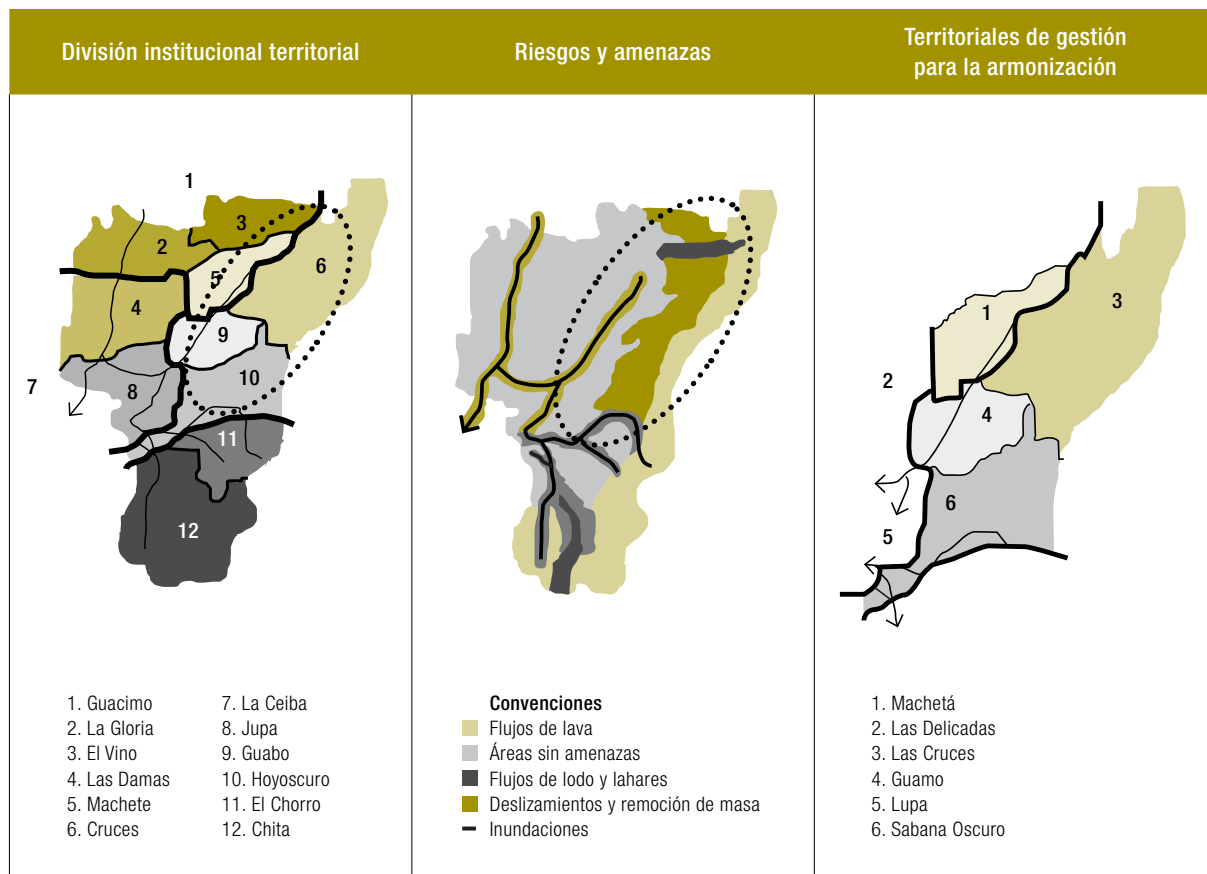 División institucional territorial
Riesgos y amenazas
Territoriales de gestión
para la armonización
1
2
3
4
5
6
7
8
9
10
11
12
1. Guacimo
2. La Gloria
3. El Vino
4. Las Damas
5. Machete
6. Cruces
7. La Ceiba
8. Jupa
9. Guabo
10. Hoyoscuro
11. El Chorro
12. Chita
Convenciones
Flujos de lava
Áreas sin amenazas
Flujos de lodo y lahares
Deslizamientos y remoción de masa
Inundaciones
1
2
3
4
5
6
1. Machetá
2. Las Delicadas
3. Las Cruces
4. Guamo
5. Lupa
6. Sabana Oscuro